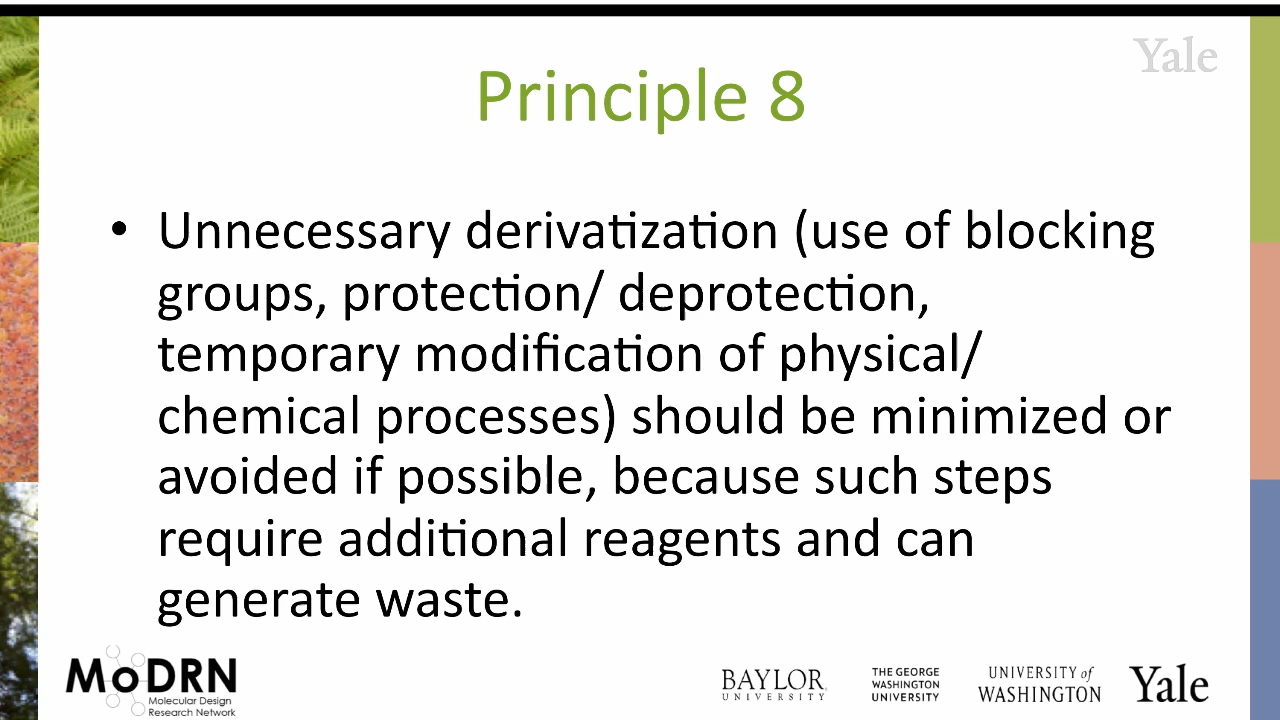 Yale
Principle 8
• Unnecessary derivatization (use of blocking
groups, protection/ deprotection,
temporary modification of physical/
chemical processes) should be minimized or
avoided if possible, because such steps
require additional reagents and can
generate waste.
MoDRN
Molecular Design
Research Network
BAYLOR
UNIVERSITY
THE GEORGE
WASHINGTON
UNIVERSITY
UNIVERSITY of
WASHINGTON
Yale